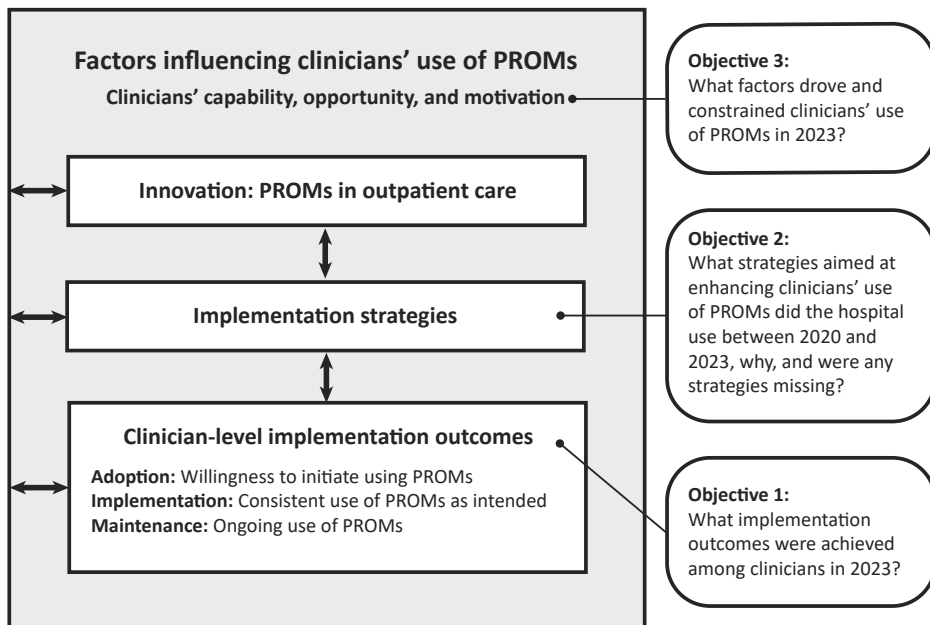 Factors influencing clinicians’ use of PROMs
Clinicians’ capability, opportunity, and motivation
Innovation: PROMs in outpatient care
Implementation strategies
Clinician-level implementation outcomes
Adoption: Willingness to initiate using PROMs
Implementation: Consistent use of PROMs as intended
Maintenance: Ongoing use of PROMs
Objective 3:
What factors drove and
constrained clinicians’ use
of PROMs in 2023?
Objective 2:
What strategies aimed at
enhancing clinicians’ use
of PROMs did the hospital
use between 2020 and
2023, why, and were any
strategies missing?
Objective 1:
What implementation
outcomes were achieved
among clinicians in 2023?